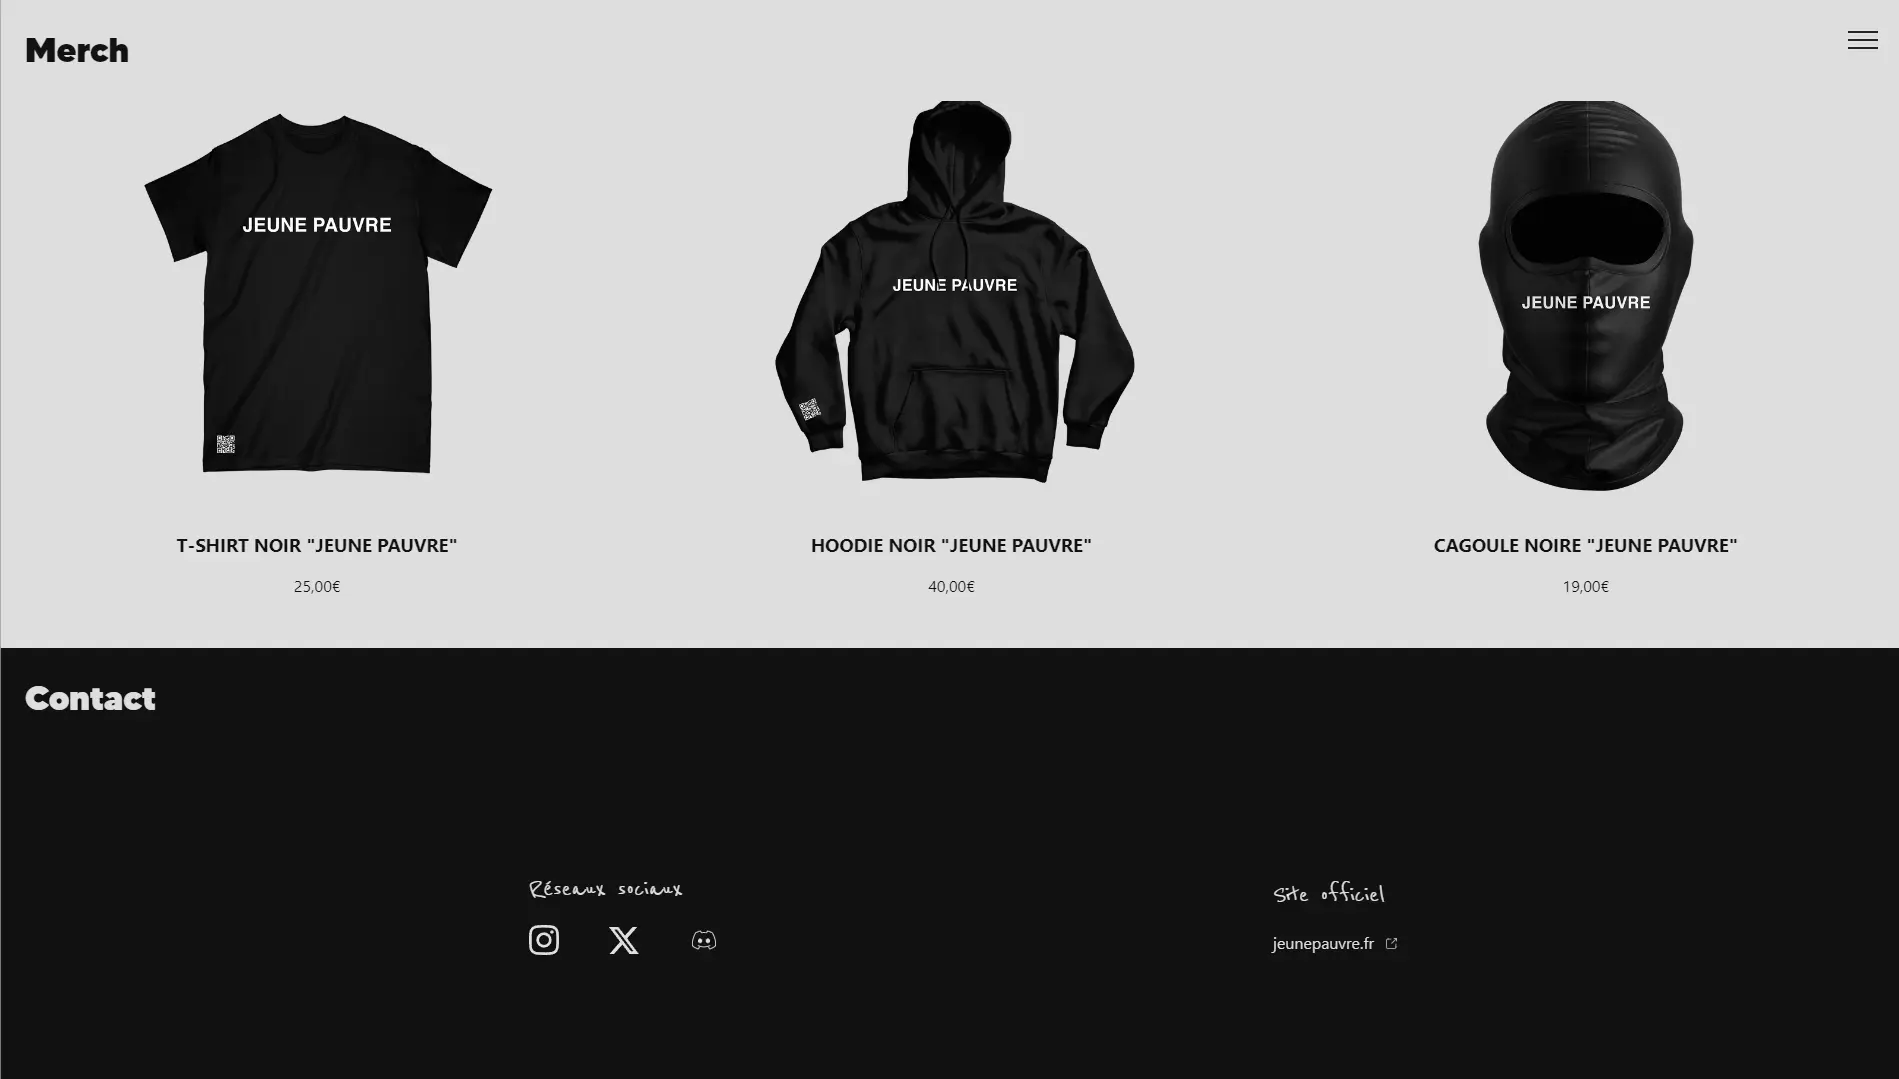 Merch
JEUNE PAUVRE
JEUNE PAUVRE
JEUNE PAUVRE
T-SHIRT NOIR "JEUNE PAUVRE"
25,00€
HOODIE NOIR "JEUNE PAUVRE"
40,00€
CAGOULE NOIRE "JEUNE PAUVRE"
19,00€
Contact
Réseaux sociaux
Site officiel
jeunepauvre.fr